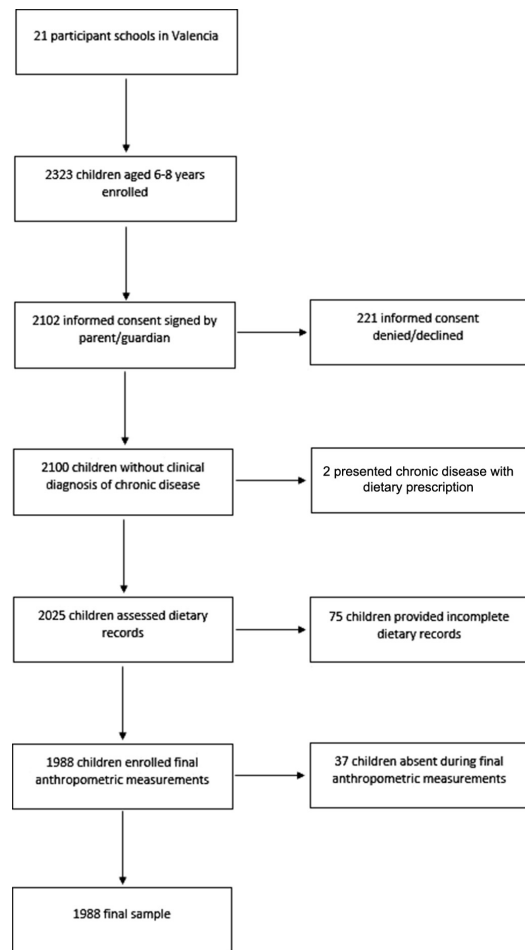 21 participant schools in Valencia
2323 children aged 6-8 years
enrolled
2102 informed consent signed by
parent/guardian
221 informed consent
denied/declined
2100 children without clinical
diagnosis of chronic disease
2 presented chronic disease with
dietary prescription
2025 children assessed dietary
records
75 children provided incomplete
dietary records
1988 children enrolled final
anthropometric measurements
37 children absent during final
anthropometric measurements
1988 final sample